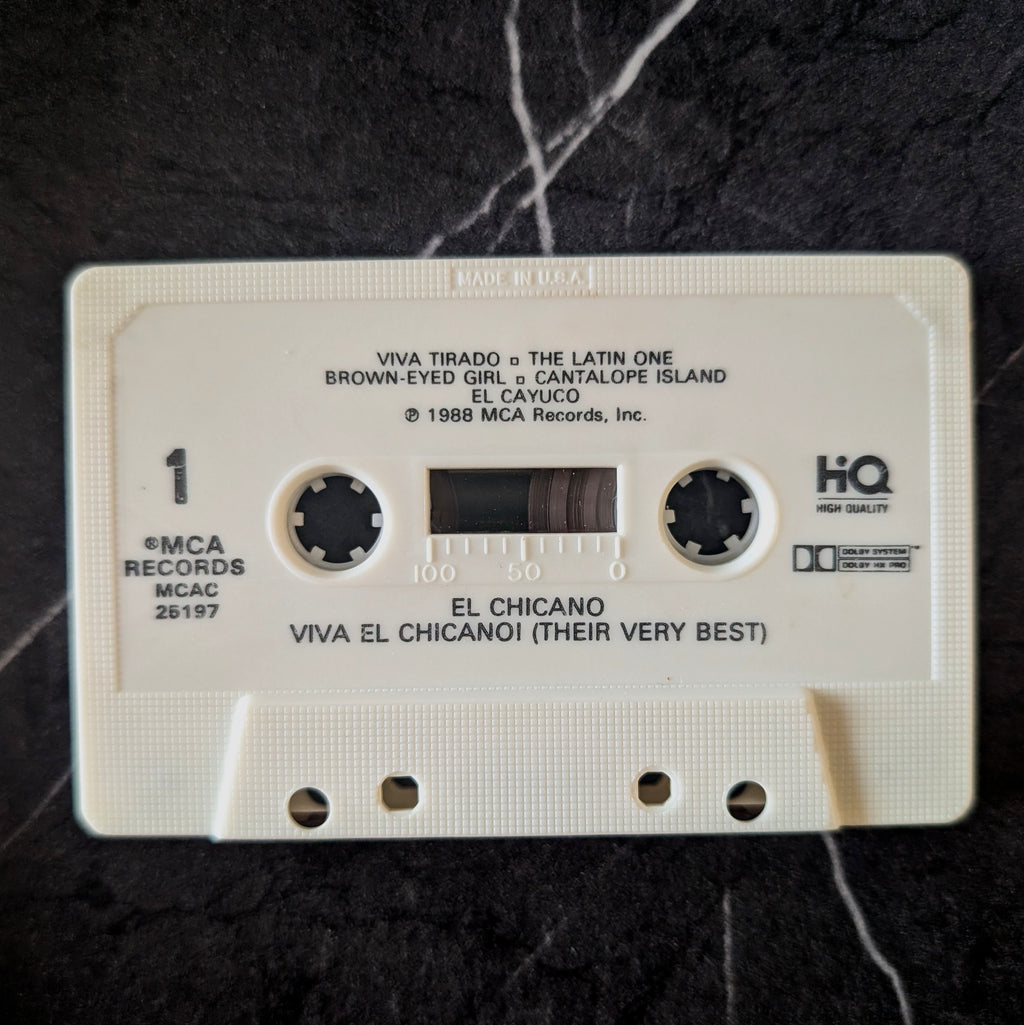 MADE IN U.S.A.
VIVA TIRADO ▫ THE LATIN ONE
BROWN-EYED GIRL ▫ CANTALOPE ISLAND
EL CAYUCO
℗ 1988 MCA Records, Inc.
1
HiQ
HIGH QUALITY
®MCA
RECORDS
MCAC
25197
DOLBY SYSTEM ™
DOLBY HX PRO
100 50 0
EL CHICANO
VIVA EL CHICANO! (THEIR VERY BEST)